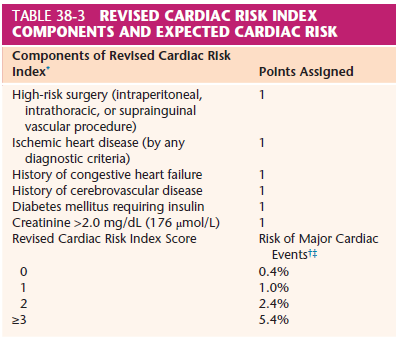 TABLE 38-3 REVISED CARDIAC RISK INDEX
COMPONENTS AND EXPECTED CARDIAC RISK
Components of Revised Cardiac Risk
Index* Points Assigned
High-risk surgery (intraperitoneal, 1
intrathoracic, or suprainguinal
vascular procedure)
Ischemic heart disease (by any 1
diagnostic criteria)
History of congestive heart failure 1
History of cerebrovascular disease 1
Diabetes mellitus requiring insulin 1
Creatinine >2.0 mg/dL (176 μmol/L) 1
Revised Cardiac Risk Index Score Risk of Major Cardiac
Events†‡
0 0.4%
1 1.0%
2 2.4%
≥3 5.4%